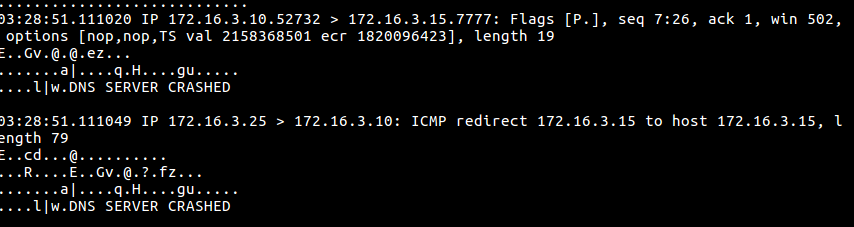 ............................
03:28:51.111020 IP 172.16.3.10.52732 > 172.16.3.15.7777: Flags [P.], seq 7:26, ack 1, win 502,
options [nop,nop,TS val 2158368501 ecr 1820096423], length 19
E..Gv.@.@.ez...
.......a|....q.H....gu.....
....l|w.DNS SERVER CRASHED
03:28:51.111049 IP 172.16.3.25 > 172.16.3.10: ICMP redirect 172.16.3.15 to host 172.16.3.15, l
ength 79
E..cd...@..........
...R....E..Gv.@.?.fz...
.......a|....q.H....gu.....
....l|w.DNS SERVER CRASHED